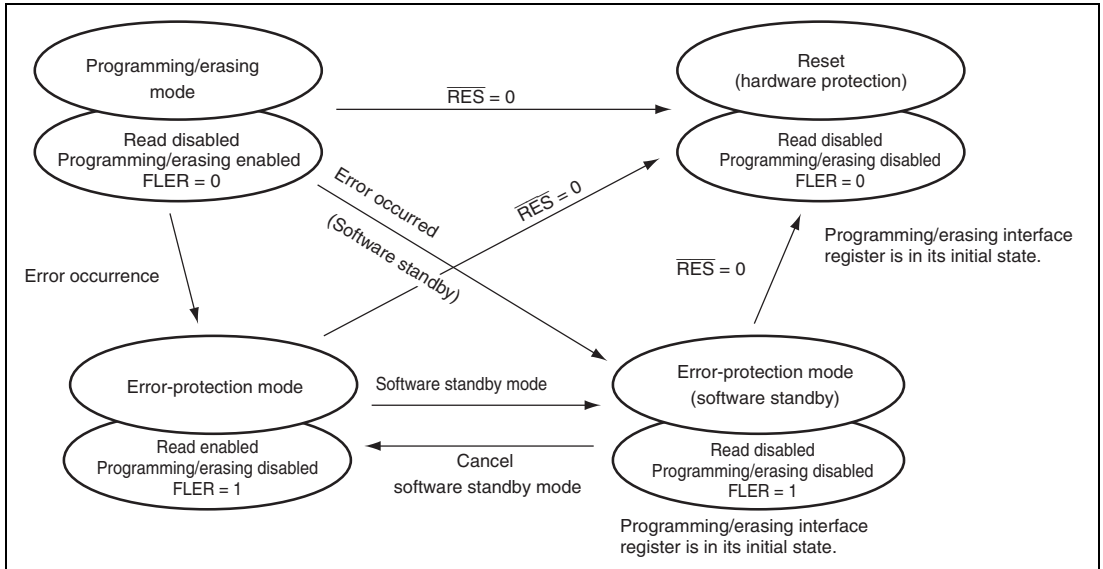 Programming/erasing
mode
Read disabled
Programming/erasing enabled
FLER = 0
R̅E̅S̅ = 0
Reset
(hardware protection)
Read disabled
Programming/erasing disabled
FLER = 0
Programming/erasing interface
register is in its initial state.
Error occurred
(Software standby)
R̅E̅S̅ = 0
R̅E̅S̅ = 0
Error occurrence
Error-protection mode
Read enabled
Programming/erasing disabled
FLER = 1
Software standby mode
Cancel
software standby mode
Error-protection mode
(software standby)
Read disabled
Programming/erasing disabled
FLER = 1
Programming/erasing interface
register is in its initial state.